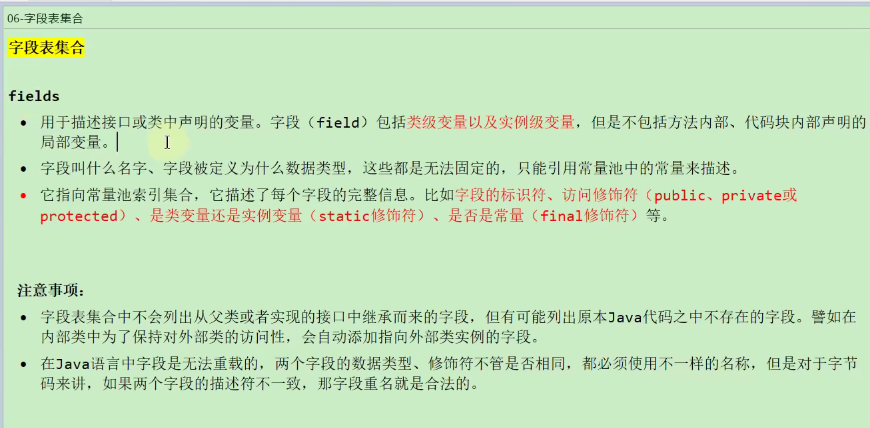 06-字段表集合
字段表集合
fields
• 用于描述接口或类中声明的变量。字段（field）包括类级变量以及实例级变量，但是不包括方法内部、代码块内部声明的
局部变量。
• 字段叫什么名字、字段被定义为什么数据类型，这些都是无法固定的，只能引用常量池中的常量来描述。
• 它指向常量池索引集合，它描述了每个字段的完整信息。比如字段的标识符、访问修饰符（public、private或
protected）、是类变量还是实例变量（static修饰符）、是否是常量（final修饰符）等。
注意事项：
• 字段表集合中不会列出从父类或者实现的接口中继承而来的字段，但有可能列出原本Java代码之中不存在的字段。譬如在
内部类中为了保持对外部类的访问性，会自动添加指向外部类实例的字段。
• 在Java语言中字段是无法重载的，两个字段的数据类型、修饰符不管是否相同，都必须使用不一样的名称，但是对于字节
码来讲，如果两个字段的描述符不一致，那字段重名就是合法的。